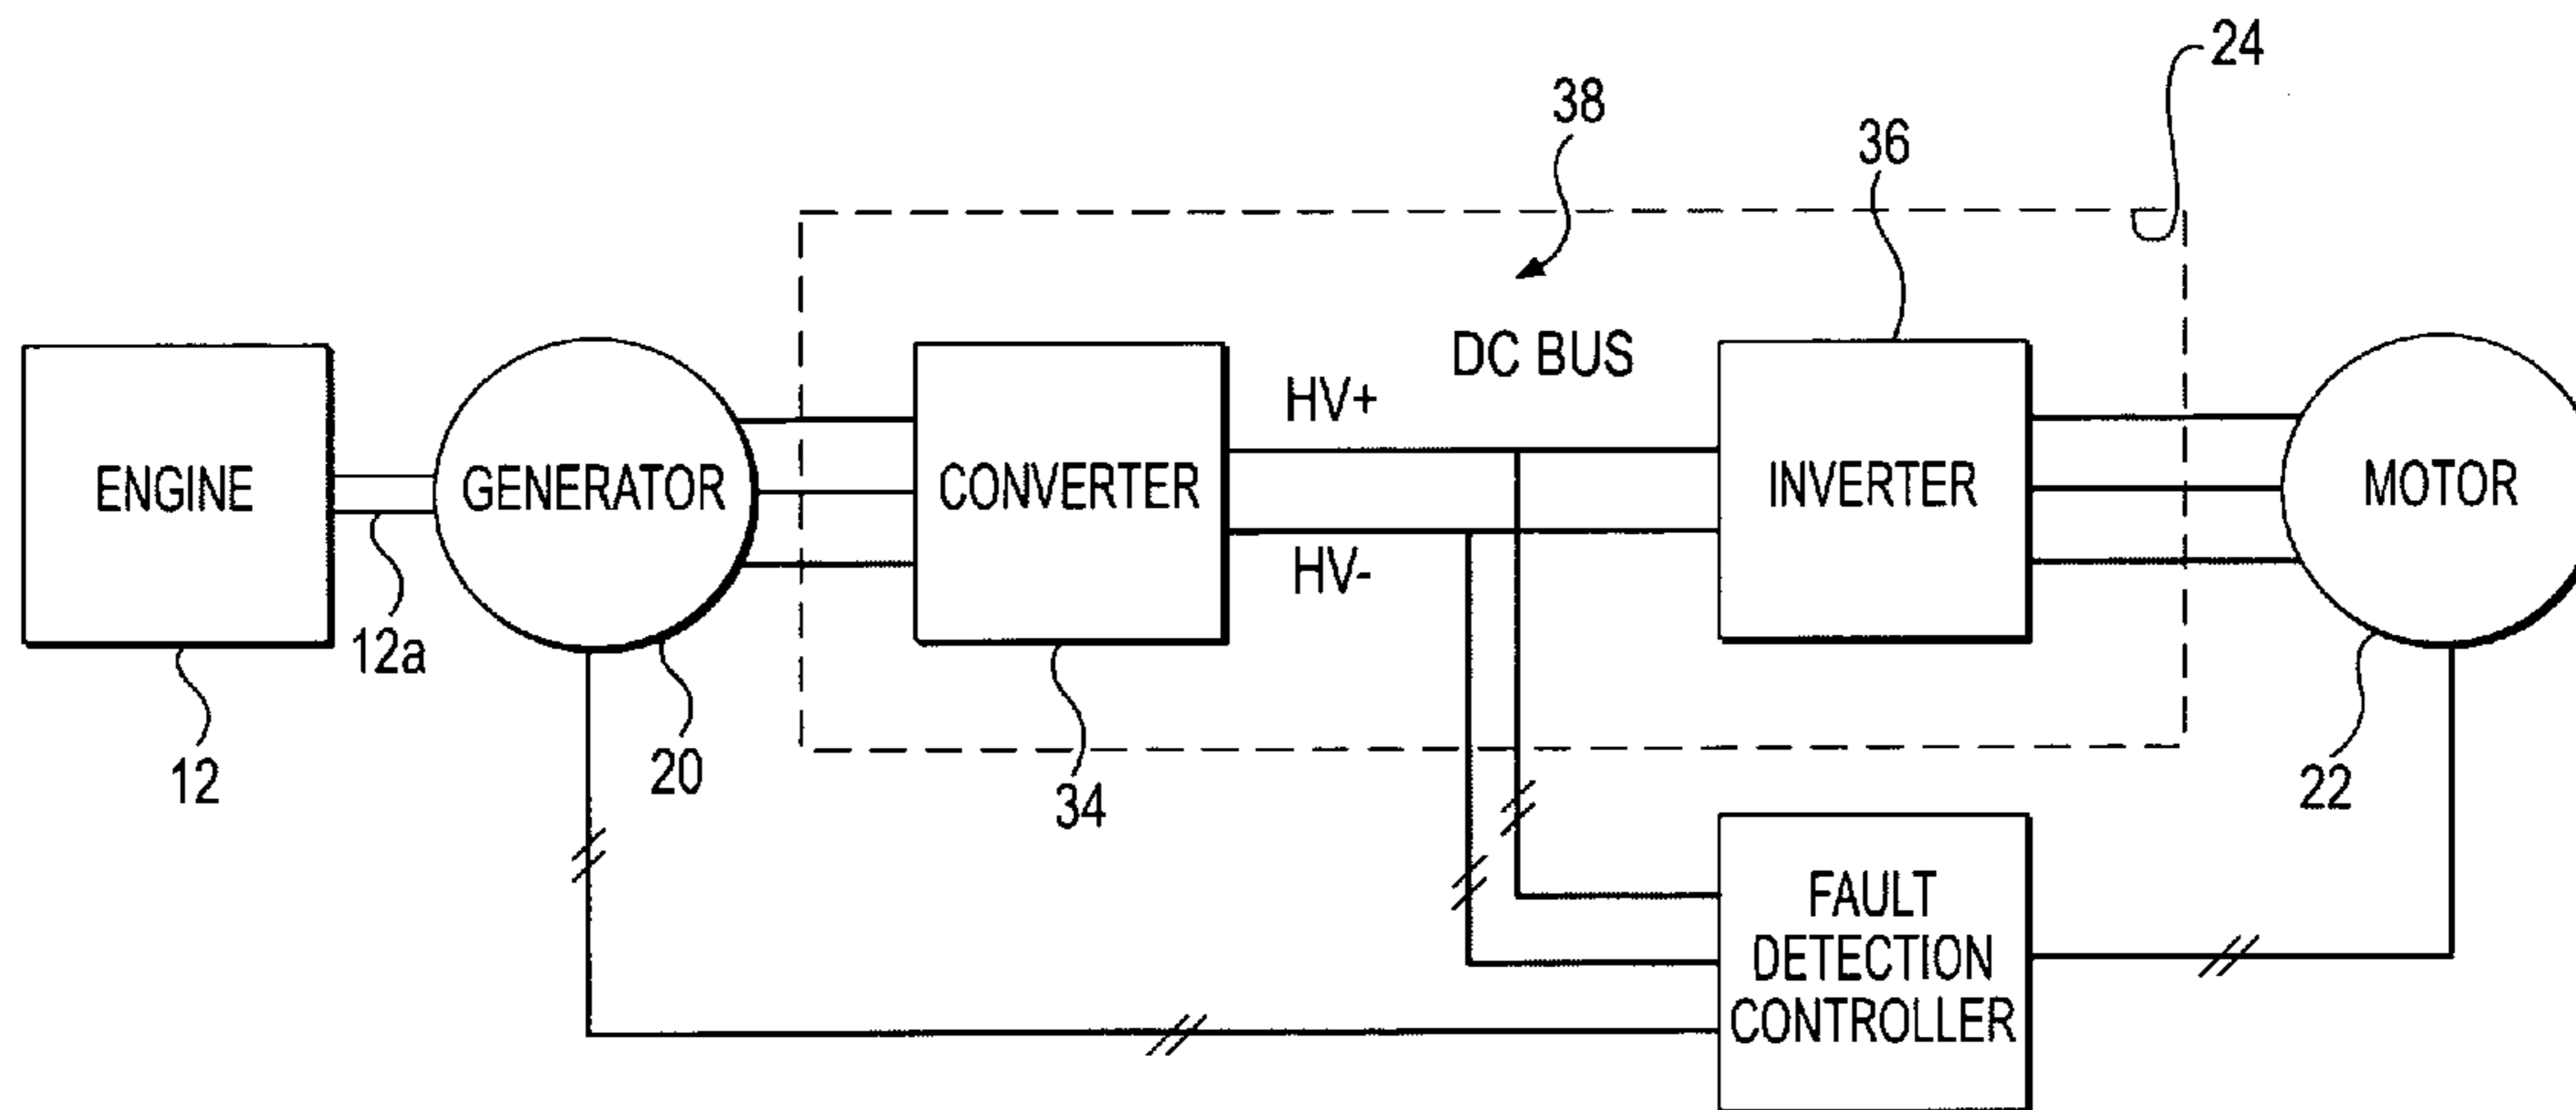 24
38
36
DC BUS
HV+
ENGINE
GENERATOR
CONVERTER
INVERTER
MOTOR
HV-
12a
12
20
34
22
FAULT
DETECTION
CONTROLLER